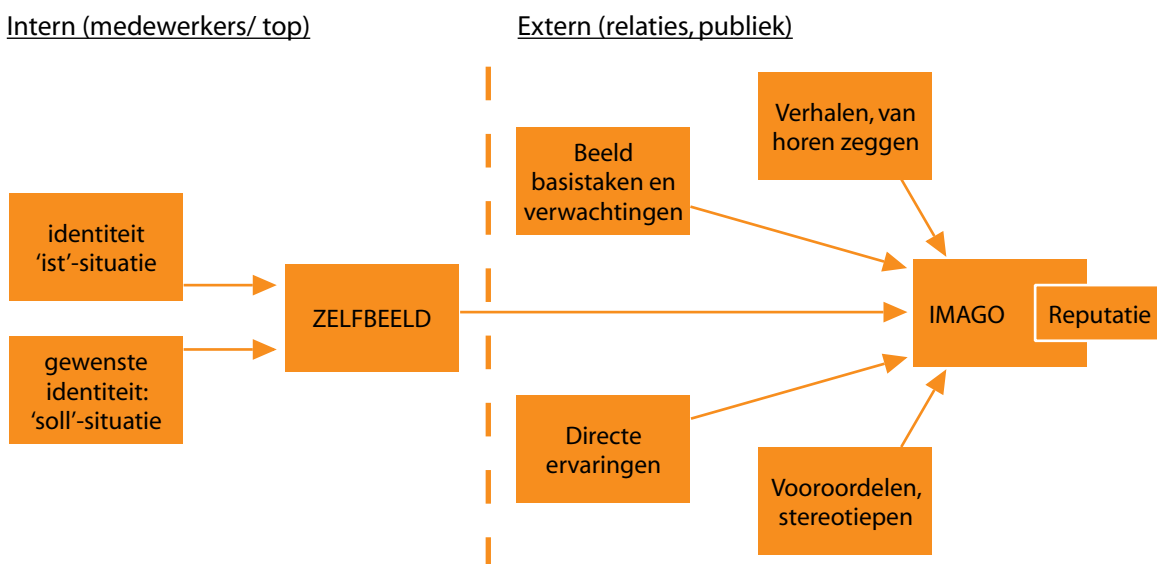 Intern (medewerkers/ top)
Extern (relaties, publiek)
identiteit
‘ist’-situatie
gewenste
identiteit:
‘soll’-situatie
ZELFBEELD
Beeld
basistaken en
verwachtingen
Verhalen, van
horen zeggen
IMAGO
Reputatie
Directe
ervaringen
Vooroordelen,
stereotiepen